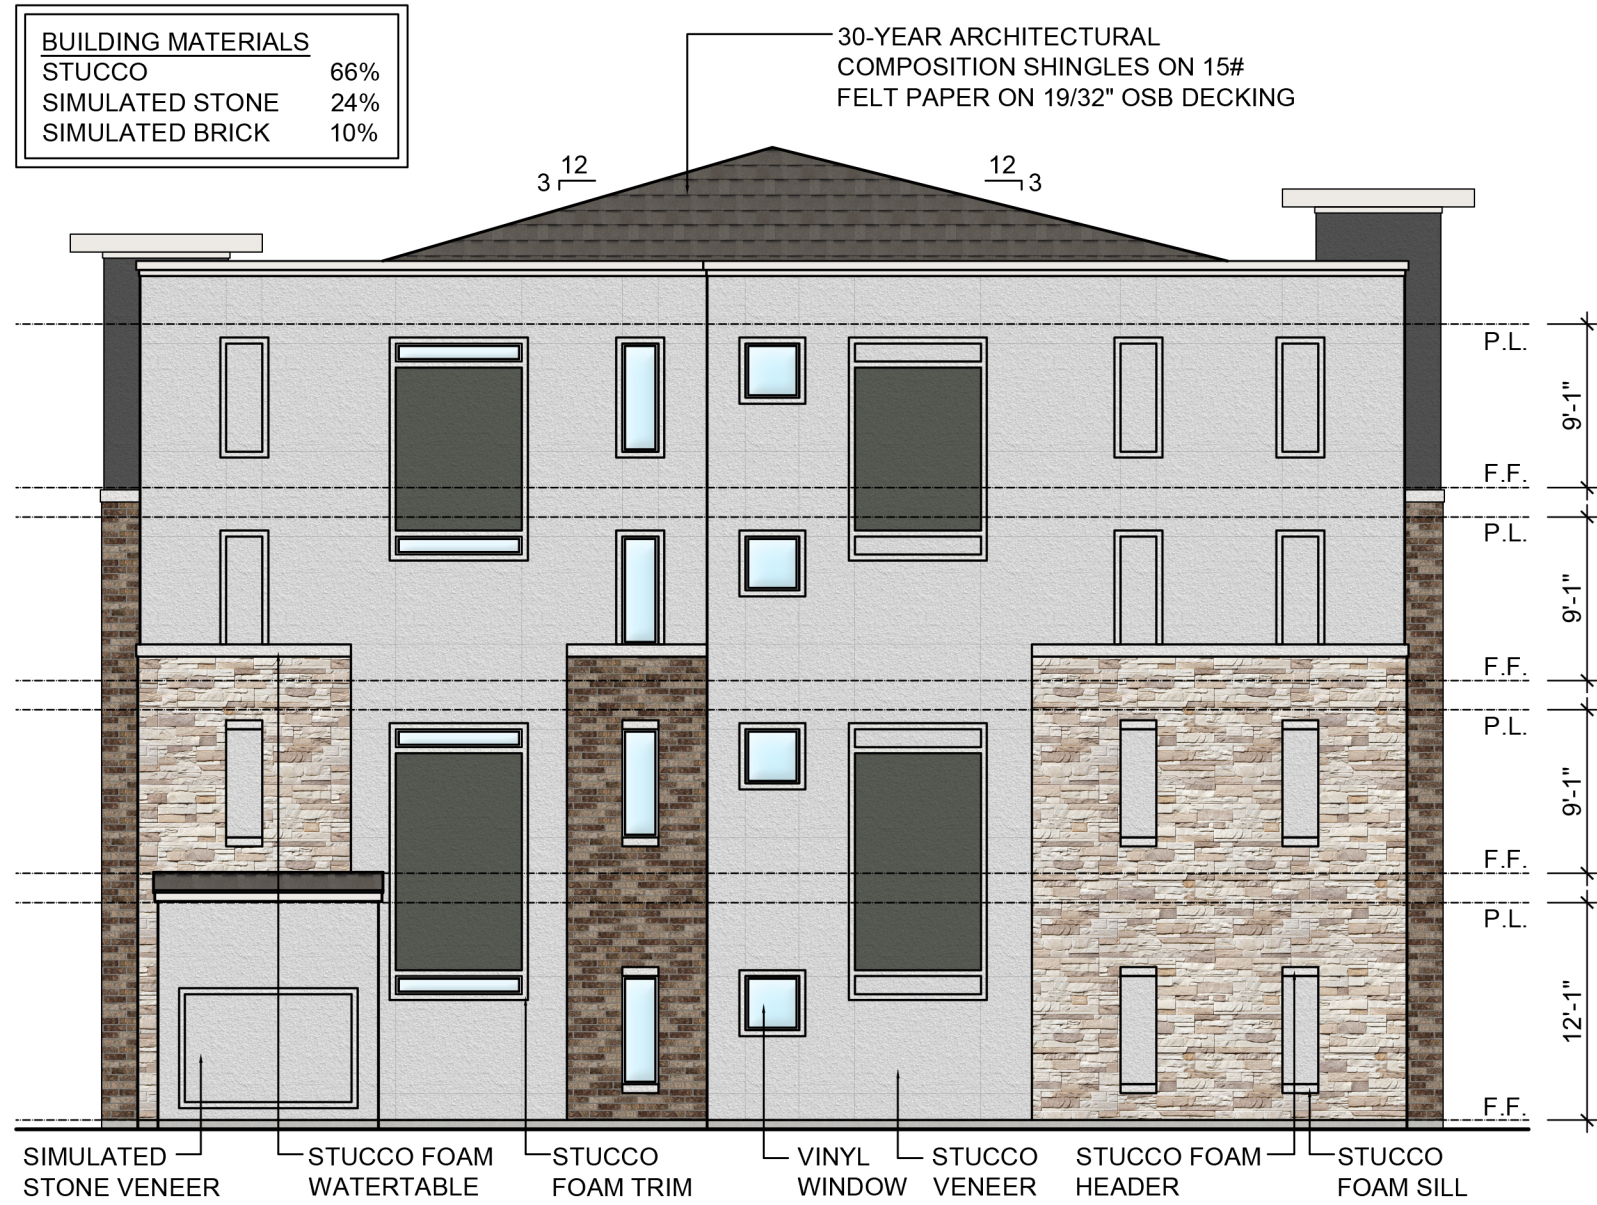 BUILDING MATERIALS
STUCCO 66%
SIMULATED STONE 24%
SIMULATED BRICK 10%
30-YEAR ARCHITECTURAL
COMPOSITION SHINGLES ON 15#
FELT PAPER ON 19/32" OSB DECKING
12
3
12
3
P.L.
9'-1"
F.F.
P.L.
9'-1"
F.F.
P.L.
9'-1"
F.F.
P.L.
12'-1"
F.F.
SIMULATED
STONE VENEER
STUCCO FOAM
WATERTABLE
STUCCO
FOAM TRIM
VINYL
WINDOW
STUCCO
VENEER
STUCCO FOAM
HEADER
STUCCO
FOAM SILL